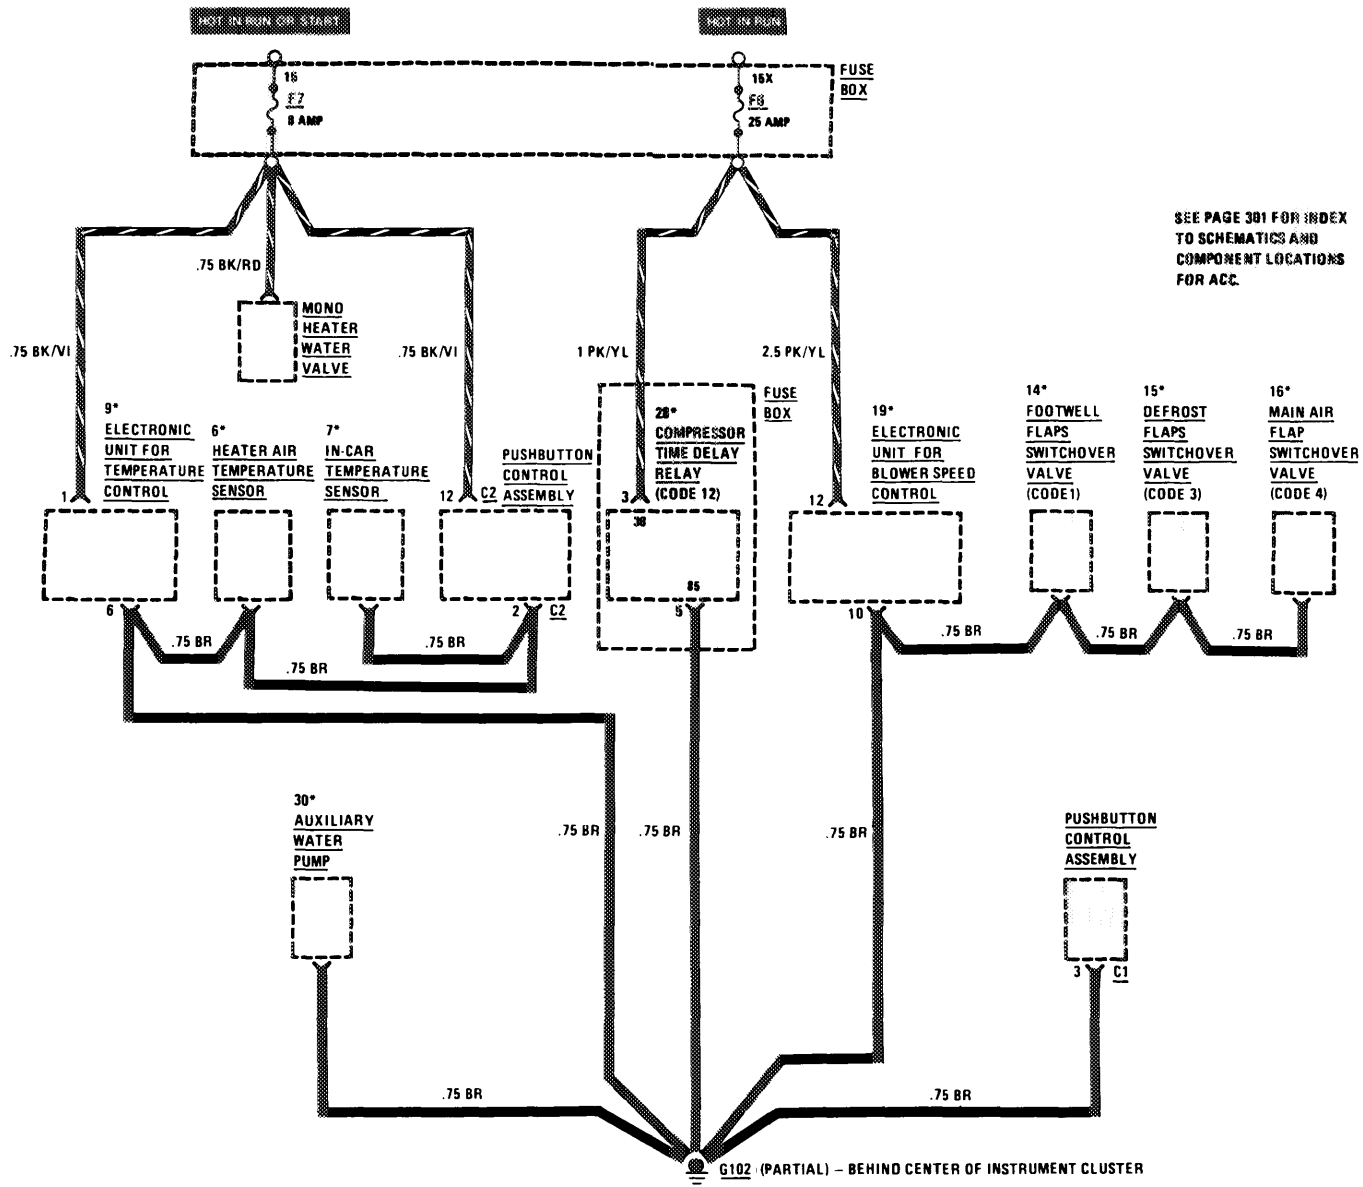 HOT IN RUN OR START
HOT IN RUN
FUSE
BOX
15
F7
8 AMP
15X
F6
25 AMP
SEE PAGE 301 FOR INDEX
TO SCHEMATICS AND
COMPONENT LOCATIONS
FOR ACC.
.75 BK/RD
MONO
HEATER
WATER
VALVE
.75 BK/VI
.75 BK/VI
1 PK/YL
2.5 PK/YL
FUSE
BOX
9*
ELECTRONIC
UNIT FOR
TEMPERATURE
CONTROL
6*
HEATER AIR
TEMPERATURE
SENSOR
7*
IN-CAR
TEMPERATURE
SENSOR
PUSHBUTTON
CONTROL
ASSEMBLY
28*
COMPRESSOR
TIME DELAY
RELAY
(CODE 12)
19*
ELECTRONIC
UNIT FOR
BLOWER SPEED
CONTROL
14*
FOOTWELL
FLAPS
SWITCHOVER
VALVE
(CODE 1)
15*
DEFROST
FLAPS
SWITCHOVER
VALVE
(CODE 3)
16*
MAIN AIR
FLAP
SWITCHOVER
VALVE
(CODE 4)
1
12 C2
3
12
30
85
6
2 C2
5
10
.75 BR
.75 BR
.75 BR
.75 BR
.75 BR
.75 BR
30*
AUXILIARY
WATER
PUMP
.75 BR
.75 BR
.75 BR
PUSHBUTTON
CONTROL
ASSEMBLY
3 C1
.75 BR
.75 BR
G102 (PARTIAL) – BEHIND CENTER OF INSTRUMENT CLUSTER